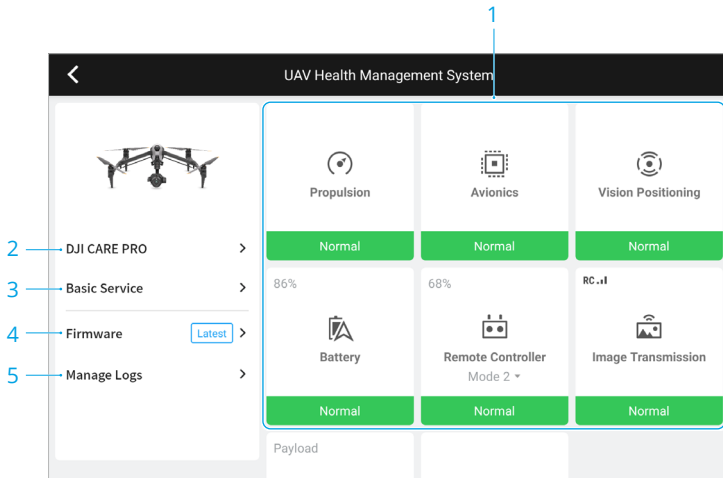 1
UAV Health Management System
Propulsion
Avionics
Vision Positioning
2
DJI CARE PRO
Normal
Normal
Normal
3
Basic Service
86%
68%
RC
4
Firmware
Latest
Battery
Remote Controller
Image Transmission
5
Manage Logs
Mode 2
Normal
Normal
Normal
Payload